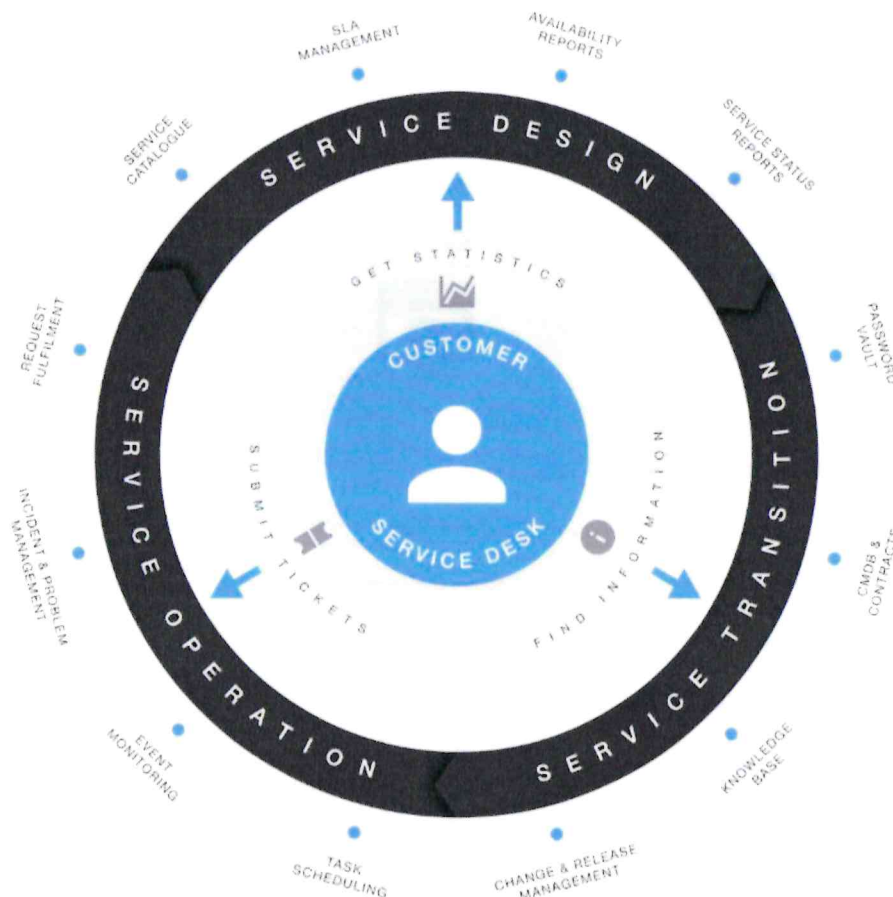 SLA
MANAGEMENT
AVAILABILITY
REPORTS
SERVICE
CATALOGUE
SERVICE STATUS
REPORTS
SERVICE DESIGN
GET STATISTICS
REQUEST
FULFILMENT
PASSWORD
VAULT
CUSTOMER
SERVICE DESK
SERVICE OPERATION
SERVICE TRANSITION
SUBMIT TICKETS
FIND INFORMATION
INCIDENT & PROBLEM
MANAGEMENT
CMDB &
CONTRACTS
EVENT
MONITORING
KNOWLEDGE
BASE
TASK
SCHEDULING
CHANGE & RELEASE
MANAGEMENT